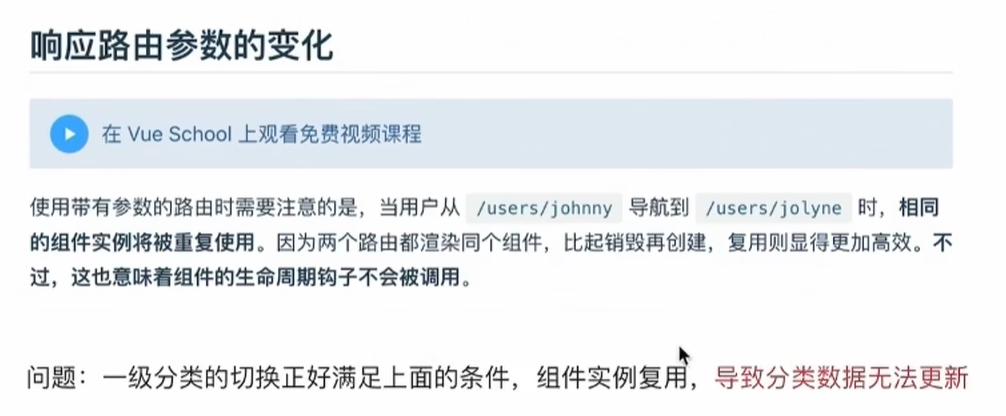 响应路由参数的变化
在 Vue School 上观看免费视频课程
使用带有参数的路由时需要注意的是，当用户从 /users/johnny 导航到 /users/jolyne 时，相同
的组件实例将被重复使用。因为两个路由都渲染同个组件，比起销毁再创建，复用则显得更加高效。不
过，这也意味着组件的生命周期钩子不会被调用。
问题：一级分类的切换正好满足上面的条件，组件实例复用，导致分类数据无法更新